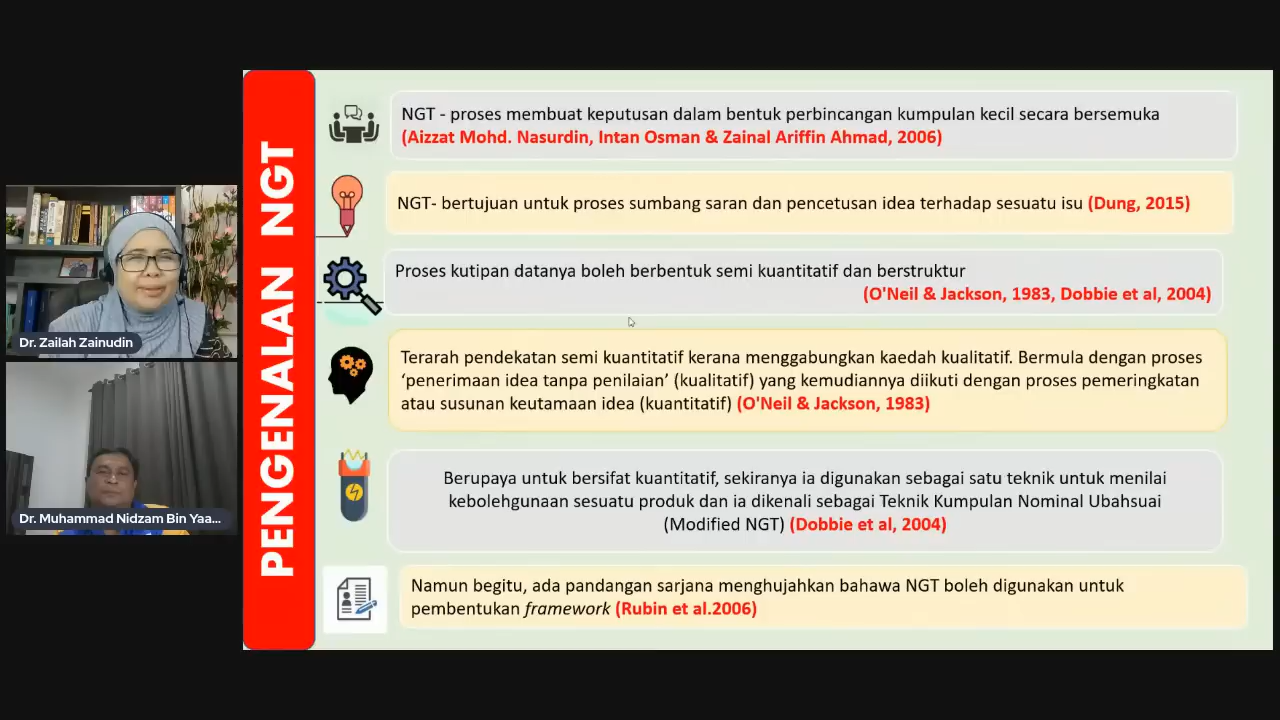 PENGENALAN NGT
NGT - proses membuat keputusan dalam bentuk perbincangan kumpulan kecil secara bersemuka
(Aizzat Mohd. Nasurdin, Intan Osman & Zainal Ariffin Ahmad, 2006)
NGT- bertujuan untuk proses sumbang saran dan pencetusan idea terhadap sesuatu isu (Dung, 2015)
Proses kutipan datanya boleh berbentuk semi kuantitatif dan berstruktur
(O'Neil & Jackson, 1983, Dobbie et al, 2004)
Terarah pendekatan semi kuantitatif kerana menggabungkan kaedah kualitatif. Bermula dengan proses
‘penerimaan idea tanpa penilaian’ (kualitatif) yang kemudiannya diikuti dengan proses pemeringkatan
atau susunan keutamaan idea (kuantitatif) (O'Neil & Jackson, 1983)
Berupaya untuk bersifat kuantitatif, sekiranya ia digunakan sebagai satu teknik untuk menilai
kebolehgunaan sesuatu produk dan ia dikenali sebagai Teknik Kumpulan Nominal Ubahsuai
(Modified NGT) (Dobbie et al, 2004)
Namun begitu, ada pandangan sarjana menghujahkan bahawa NGT boleh digunakan untuk
pembentukan framework (Rubin et al.2006)
Dr. Zailah Zainudin
Dr. Muhammad Nidzam Bin Yaa...